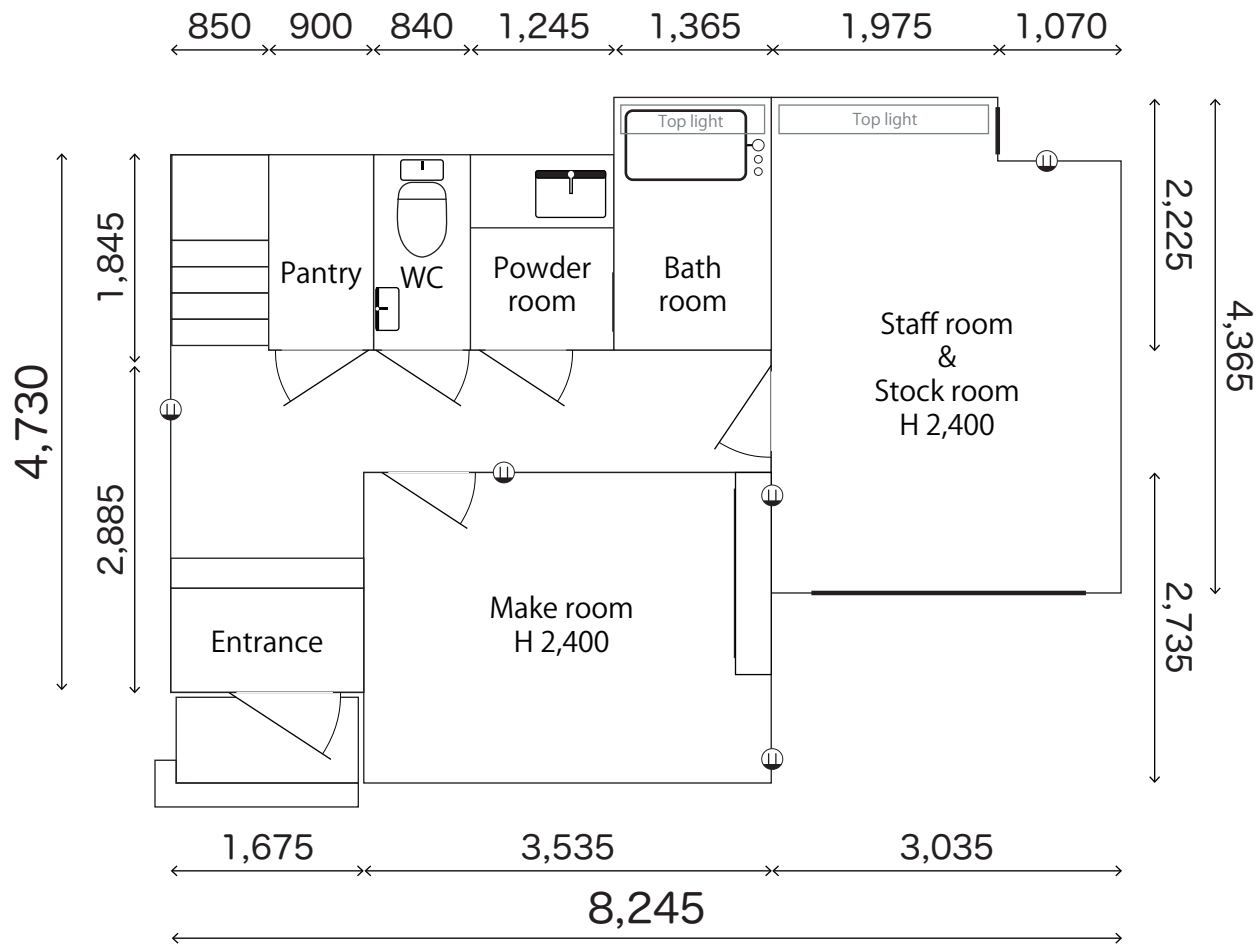 850 900 840 1,245 1,365 1,975 1,070
Top light
Top light
1,845
2,225
Pantry
WC
Powder
room
Bath
room
Staff room
&
Stock room
H 2,400
4,365
4,730
2,885
Make room
H 2,400
Entrance
2,735
1,675 3,535 3,035
8,245